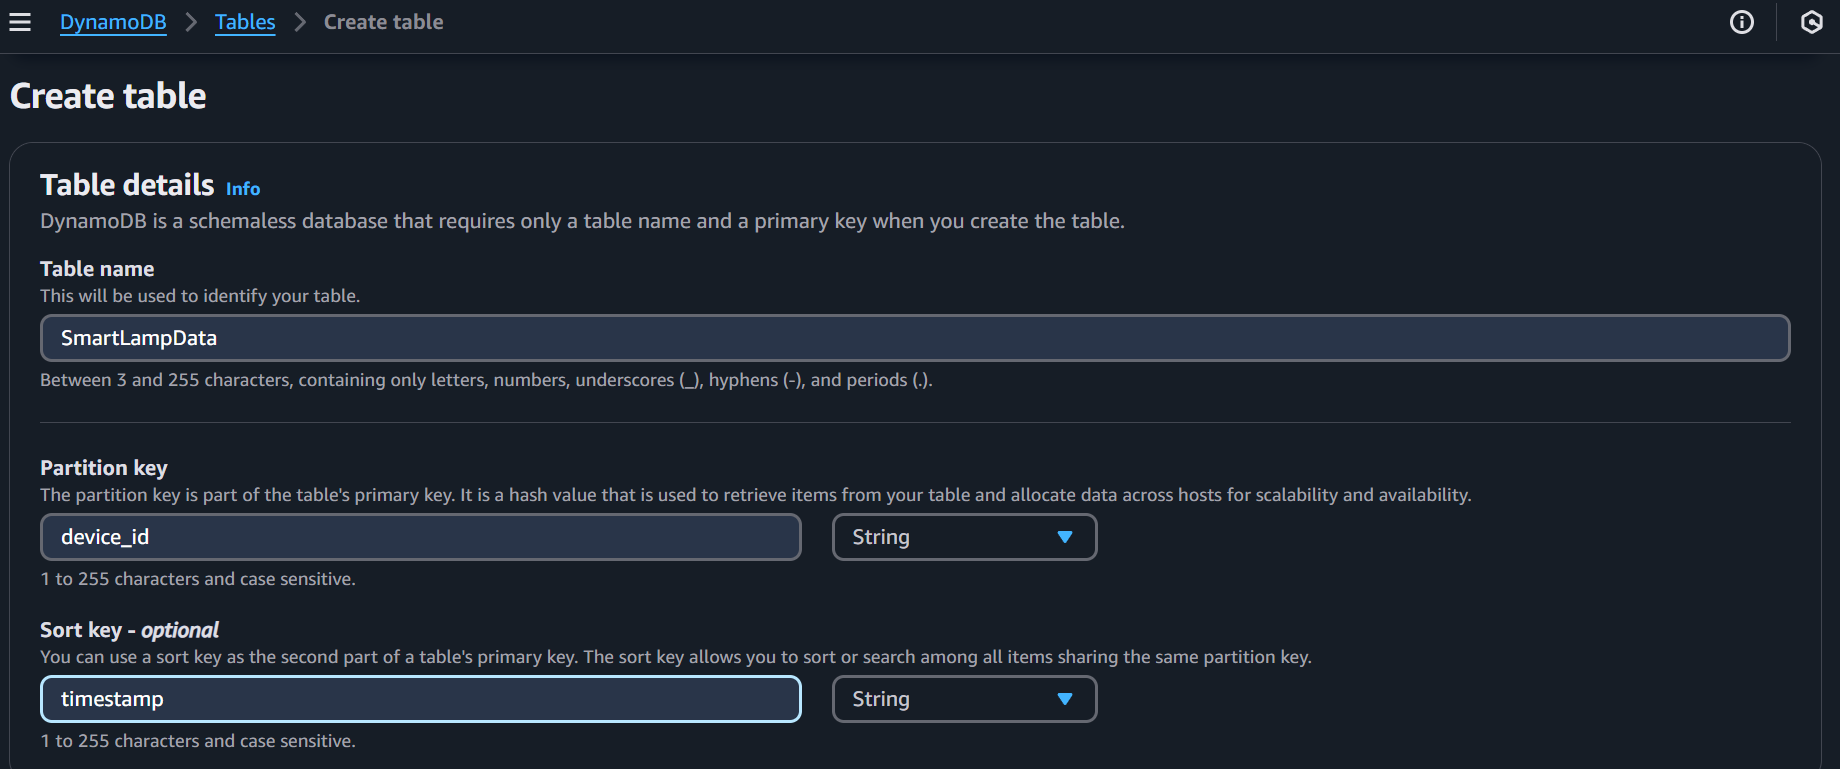 DynamoDB > Tables > Create table
Create table
Table details Info
DynamoDB is a schemaless database that requires only a table name and a primary key when you create the table.
Table name
This will be used to identify your table.
SmartLampData
Between 3 and 255 characters, containing only letters, numbers, underscores (_), hyphens (-), and periods (.).
Partition key
The partition key is part of the table's primary key. It is a hash value that is used to retrieve items from your table and allocate data across hosts for scalability and availability.
device_id String
1 to 255 characters and case sensitive.
Sort key - optional
You can use a sort key as the second part of a table's primary key. The sort key allows you to sort or search among all items sharing the same partition key.
timestamp String
1 to 255 characters and case sensitive.